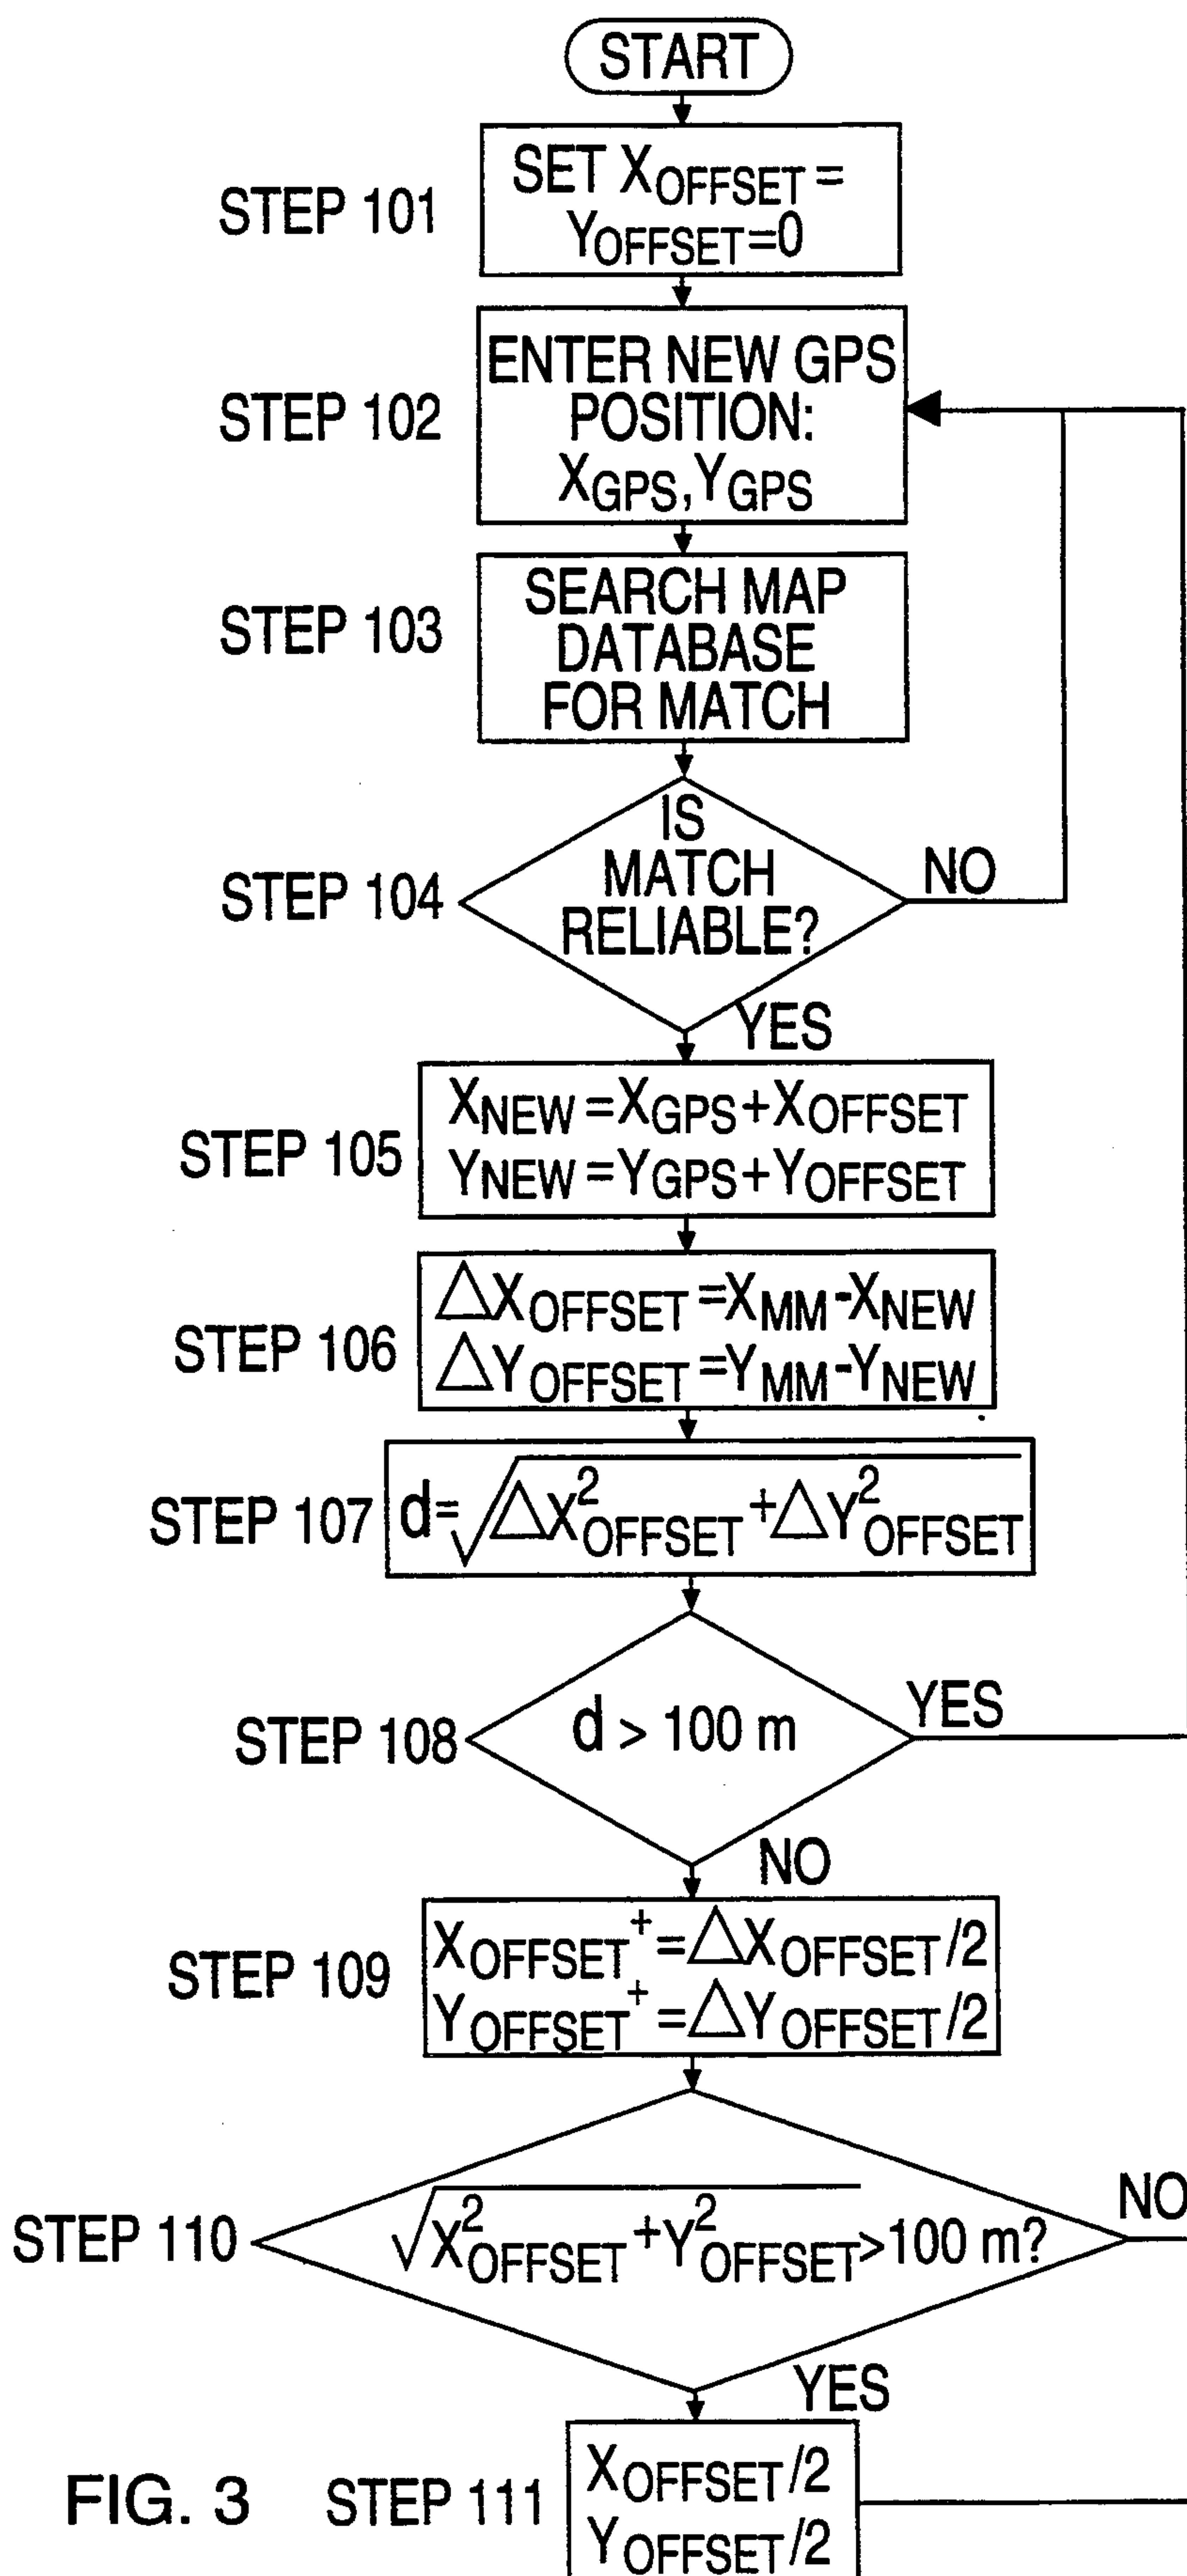 START
STEP 101
SET XOFFSET =
YOFFSET=0
STEP 102
ENTER NEW GPS
POSITION:
XGPS,YGPS
STEP 103
SEARCH MAP
DATABASE
FOR MATCH
STEP 104
IS
MATCH
RELIABLE?
NO
YES
STEP 105
XNEW=XGPS+XOFFSET
YNEW=YGPS+YOFFSET
STEP 106
△XOFFSET=XMM-XNEW
△YOFFSET=YMM-YNEW
STEP 107
d=√△X²OFFSET+△Y²OFFSET
STEP 108
d > 100 m
YES
NO
STEP 109
XOFFSET⁺=△XOFFSET/2
YOFFSET⁺=△YOFFSET/2
STEP 110
√X²OFFSET+Y²OFFSET>100 m?
NO
YES
STEP 111
XOFFSET/2
YOFFSET/2
FIG. 3